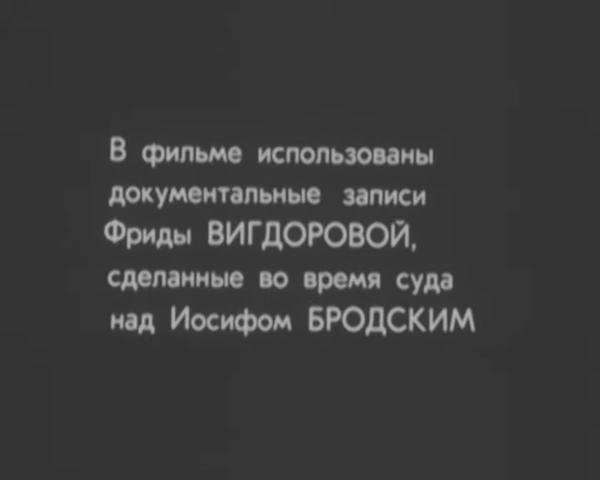 В фильме использованы
документальные записи
Фриды ВИГДОРОВОЙ,
сделанные во время суда
над Иосифом БРОДСКИМ